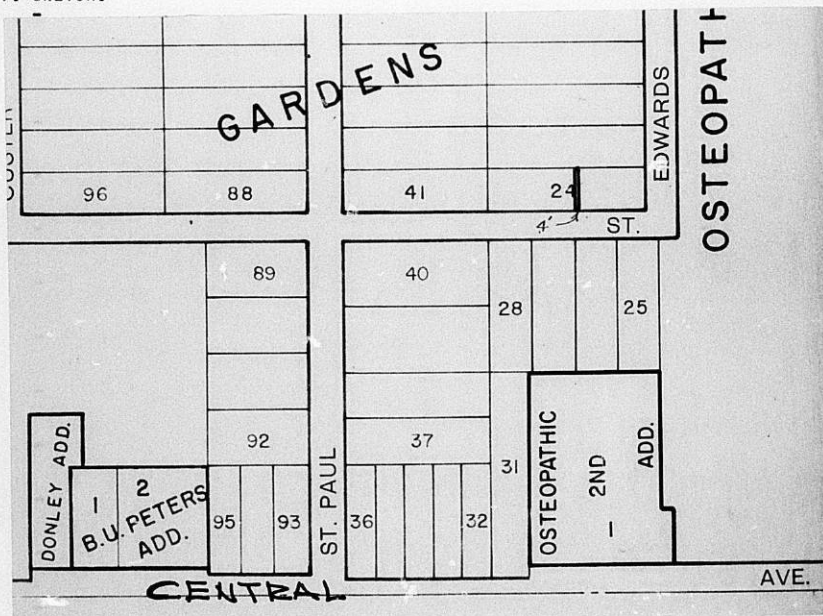 GARDENS
OSTEOPATH
EDWARDS
96
88
41
24
4'
ST.
89
40
28
25
92
37
31
DONLEY ADD.
1
2
B.U. PETERS
ADD.
95
93
ST. PAUL
36
32
OSTEOPATHIC
2ND
ADD.
1
CENTRAL
AVE.